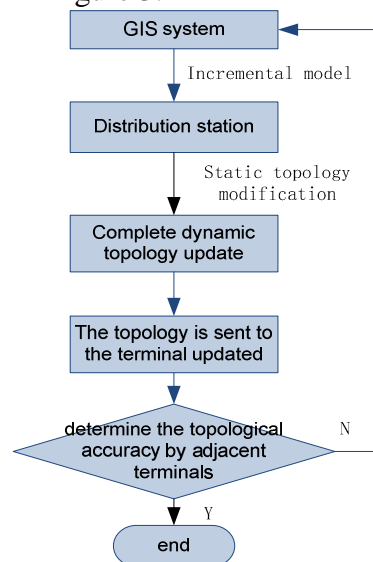 GIS system
Incremental model
Distribution station
Static topology
modification
Complete dynamic
topology update
The topology is sent to
the terminal updated
determine the topological
accuracy by adjacent
terminals
N
Y
end